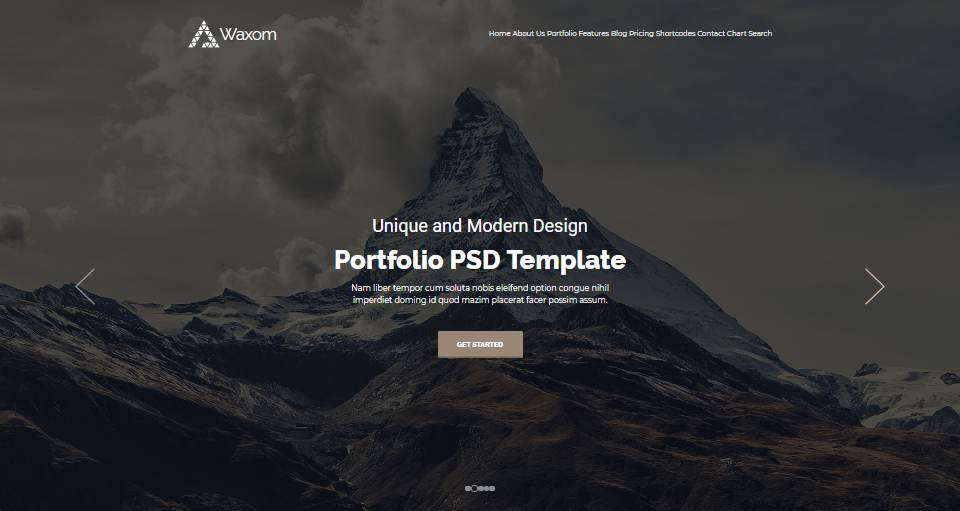 Waxom
Home About Us Portfolio Features Blog Pricing Shortcodes Contact Chart Search
Unique and Modern Design
Portfolio PSD Template
Nam liber tempor cum soluta nobis eleifend option congue nihil
imperdiet doming id quod mazim placerat facer possim assum.
GET STARTED